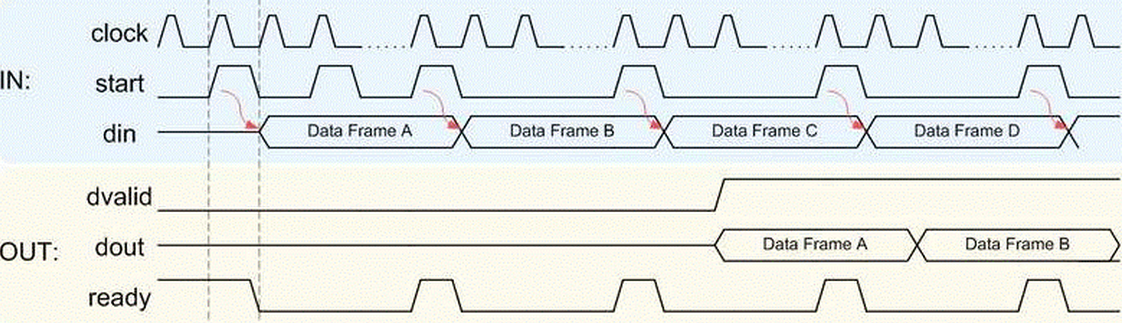 clock
IN: start
din Data Frame A Data Frame B Data Frame C Data Frame D
dvalid
OUT: dout Data Frame A Data Frame B
ready